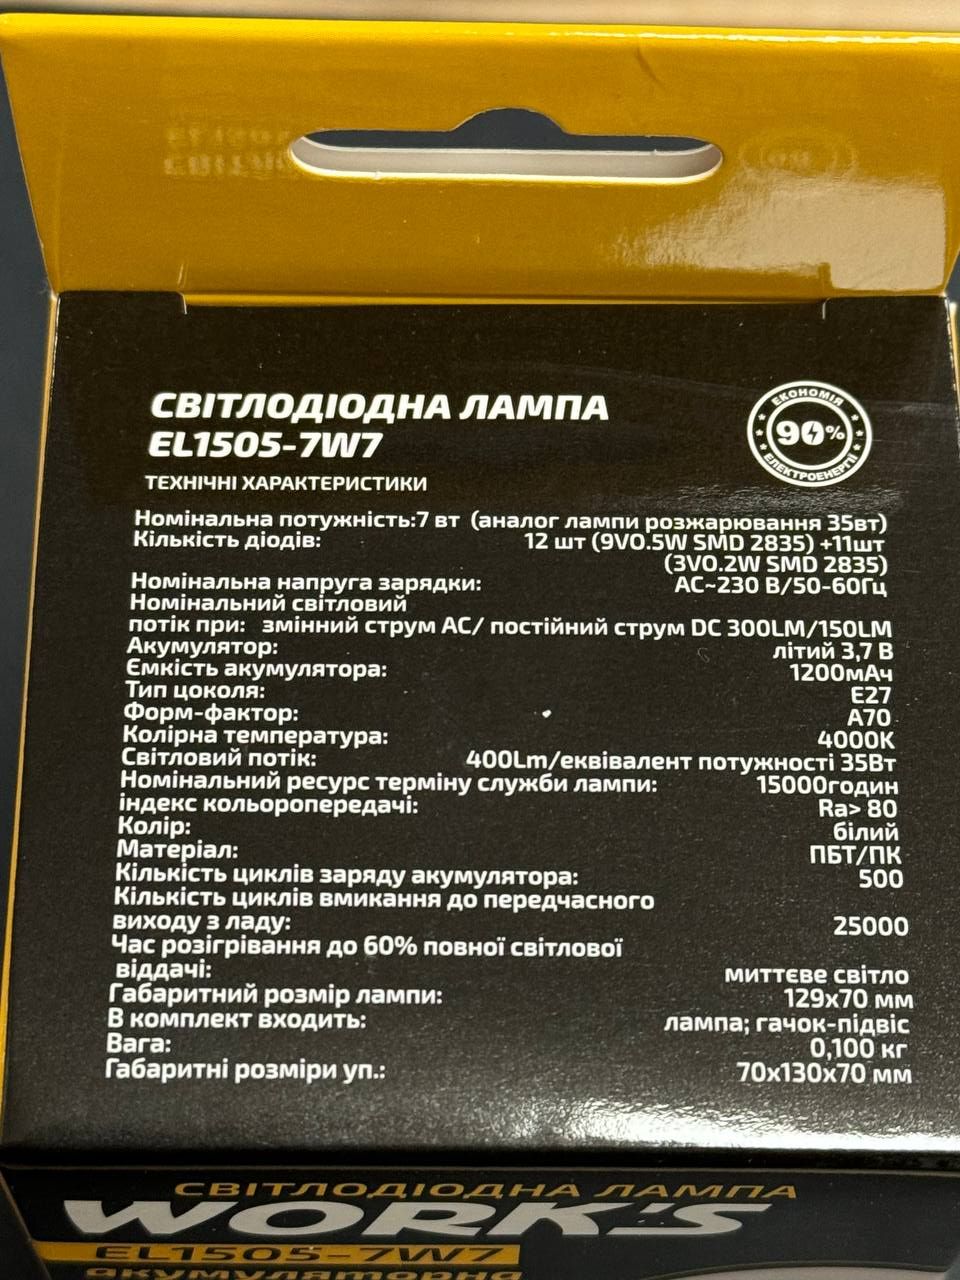 СВІТЛОДІОДНА ЛАМПА
EL1505-7W7
ТЕХНІЧНІ ХАРАКТЕРИСТИКИ
ЕКОНОМІЯ
90%
ЕЛЕКТРОЕНЕРГІЇ
Номінальна потужність:7 вт (аналог лампи розжарювання 35вт)
Кількість діодів: 12 шт (9V0.5W SMD 2835) +11шт
(3V0.2W SMD 2835)
Номінальна напруга зарядки: AC~230 В/50-60Гц
Номінальний світловий
потік при: змінний струм AC/ постійний струм DC 300LM/150LM
Акумулятор: літий 3,7 В
Ємкість акумулятора: 1200мАч
Тип цоколя: E27
Форм-фактор: A70
Колірна температура: 4000К
Світловий потік: 400Lm/еквівалент потужності 35Вт
Номінальний ресурс терміну служби лампи: 15000годин
індекс кольоропередачі: Ra> 80
Колір: білий
Матеріал: ПБТ/ПК
Кількість циклів заряду акумулятора: 500
Кількість циклів вмикання до передчасного
виходу з ладу: 25000
Час розігрівання до 60% повної світлової
віддачі: миттєве світло
Габаритний розмір лампи: 129х70 мм
В комплект входить: лампа; гачок-підвіс
Вага: 0,100 кг
Габаритні розміри уп.: 70х130х70 мм
СВІТЛОДІОДНА ЛАМПА
WORK'S
EL1505-7W7
акумуляторна